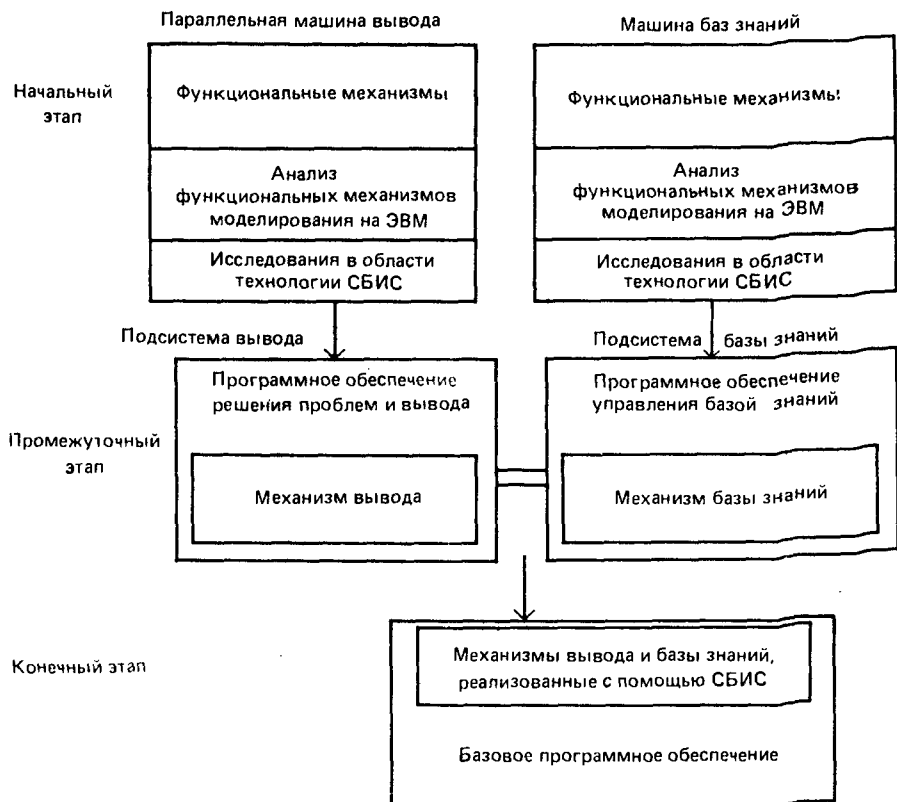 Параллельная машина вывода
Машина баз знаний
Начальный
этап
Функциональные механизмы
Функциональные механизмы
Анализ
функциональных механизмов
моделирования на ЭВМ
Анализ
функциональных механизмов
моделирования на ЭВМ
Исследования в области
технологии СБИС
Исследования в области
технологии СБИС
Подсистема вывода
Подсистема базы знаний
Промежуточный
этап
Программное обеспечение
решения проблем и вывода
Программное обеспечение
управления базой знаний
Механизм вывода
Механизм базы знаний
Конечный этап
Механизмы вывода и базы знаний,
реализованные с помощью СБИС
Базовое программное обеспечение